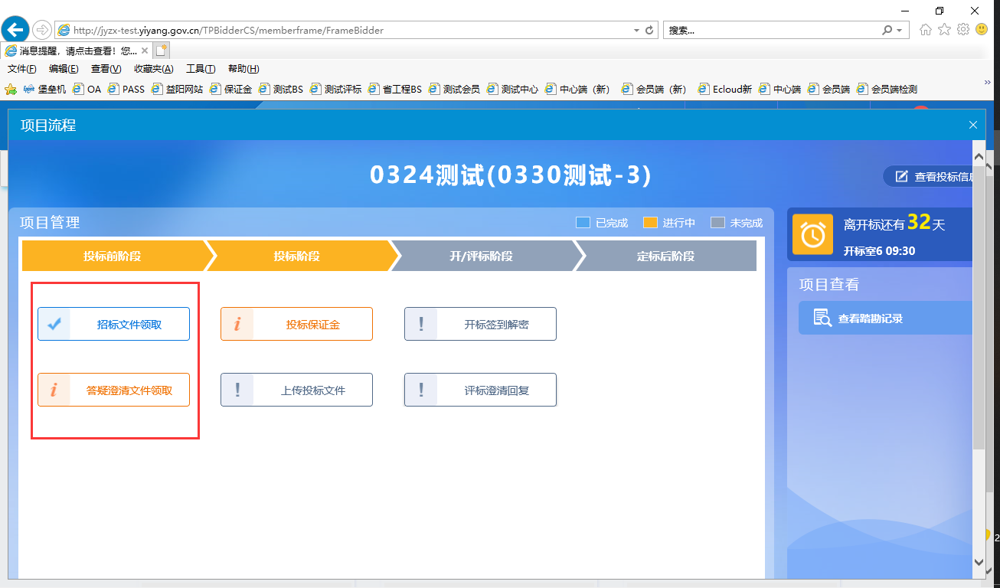 http://jyzx-test.yiyang.gov.cn/TPBidderCS/memberframe/FrameBidder
搜索...
消息提醒，请点击查看！您...
文件(F) 编辑(E) 查看(V) 收藏夹(A) 工具(T) 帮助(H)
堡垒机 OA PASS 益阳网站 保证金 测试BS 测试评标 省工程BS 测试会员 测试中心 中心端（新） 会员端（新） Ecloud新 中心端 会员端 会员端检测
项目流程
0324测试(0330测试-3)
查看投标信息
项目管理
已完成 进行中 未完成
离开标还有32天
开标室6 09:30
投标前阶段 投标阶段 开/评标阶段 定标后阶段
项目查看
查看踏勘记录
招标文件领取 投标保证金 开标签到解密
答疑澄清文件领取 上传投标文件 评标澄清回复
2